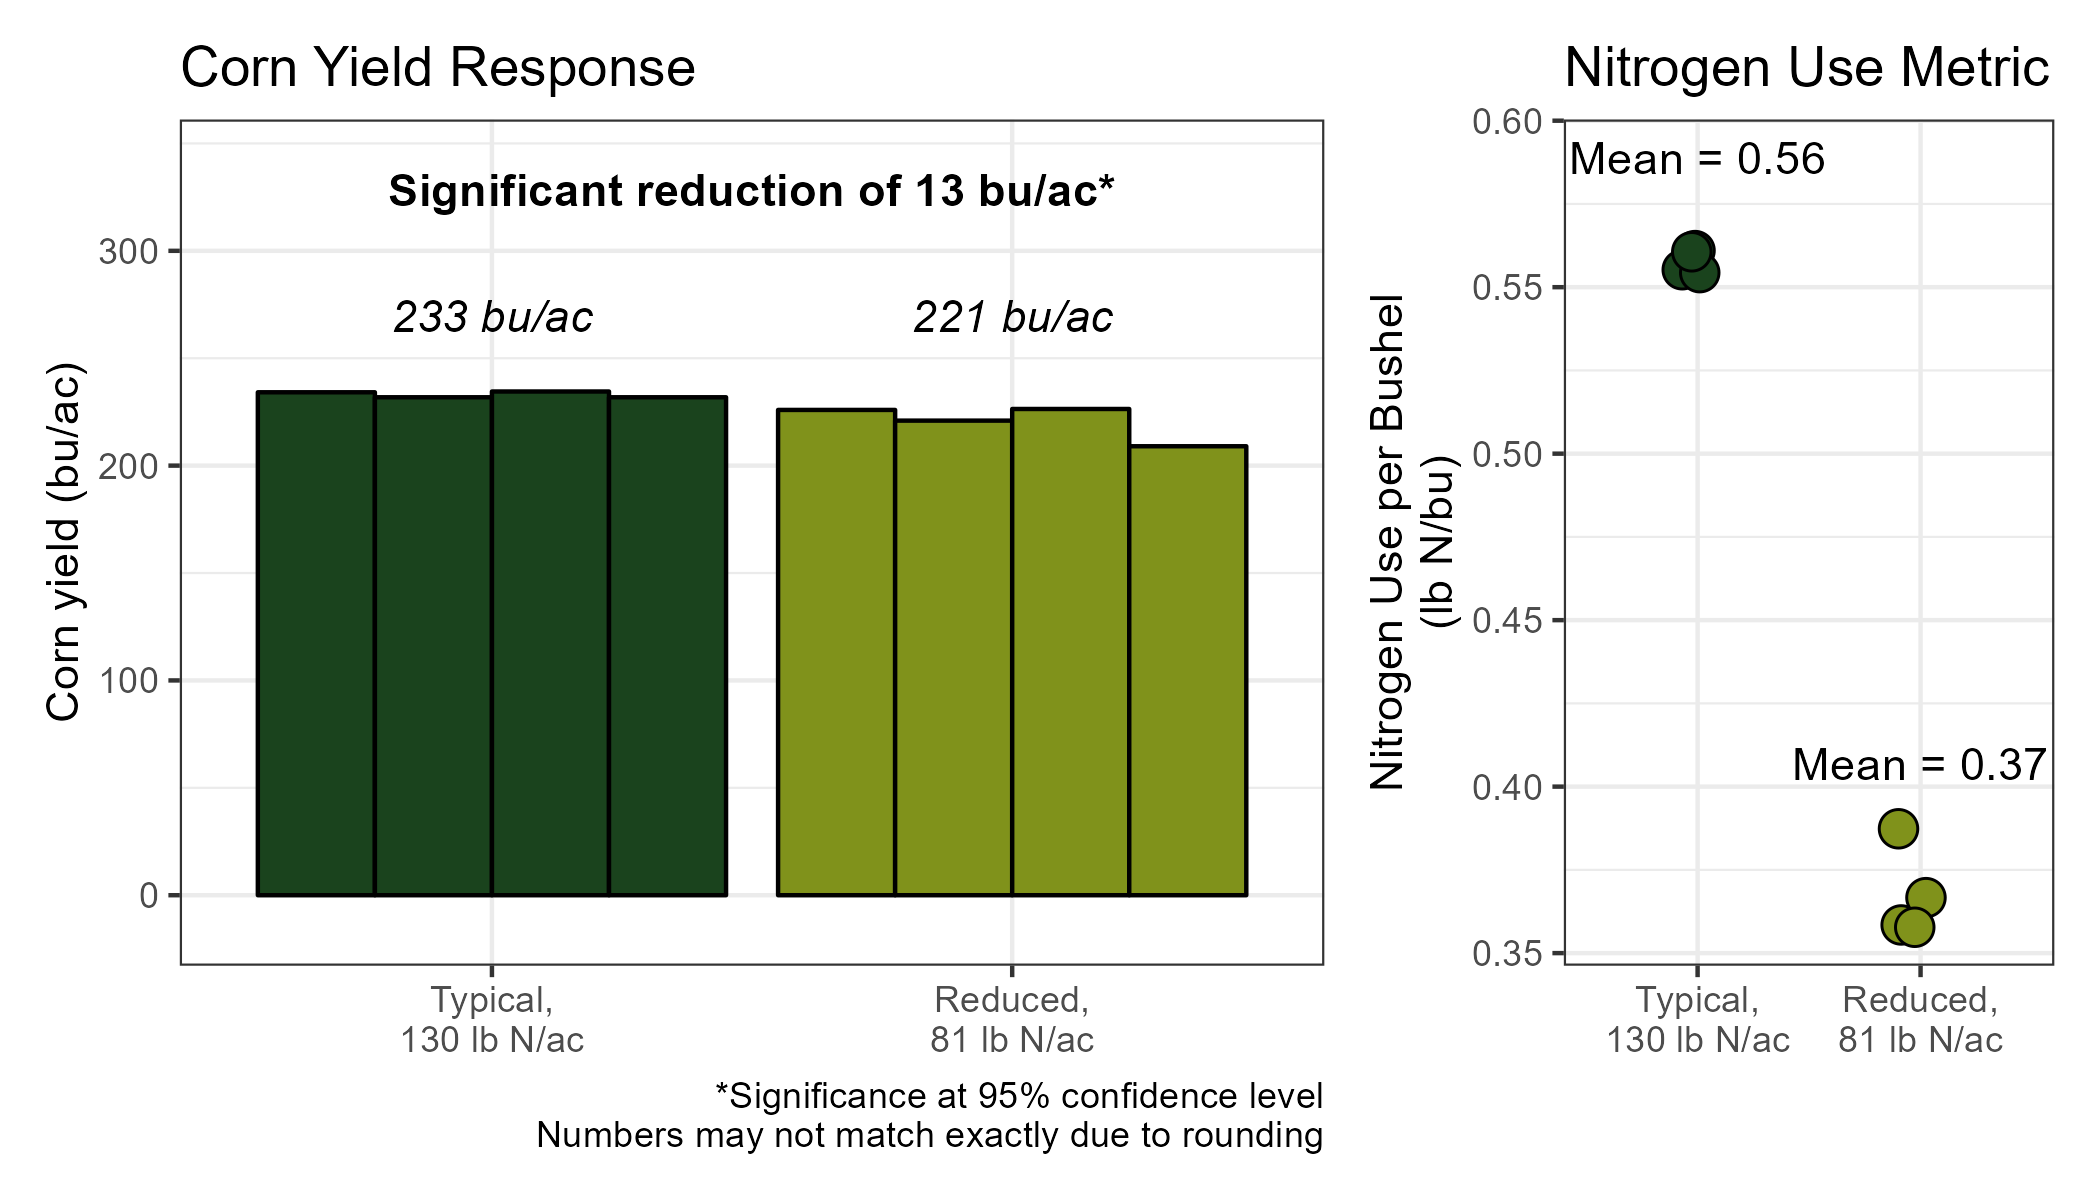 Corn Yield Response
Significant reduction of 13 bu/ac*
233 bu/ac
221 bu/ac
Corn yield (bu/ac)
300
200
100
0
Typical,
130 lb N/ac
Reduced,
81 lb N/ac
*Significance at 95% confidence level
Numbers may not match exactly due to rounding
Nitrogen Use Metric
Mean = 0.56
Mean = 0.37
Nitrogen Use per Bushel
(lb N/bu)
0.60
0.55
0.50
0.45
0.40
0.35
Typical,
130 lb N/ac
Reduced,
81 lb N/ac